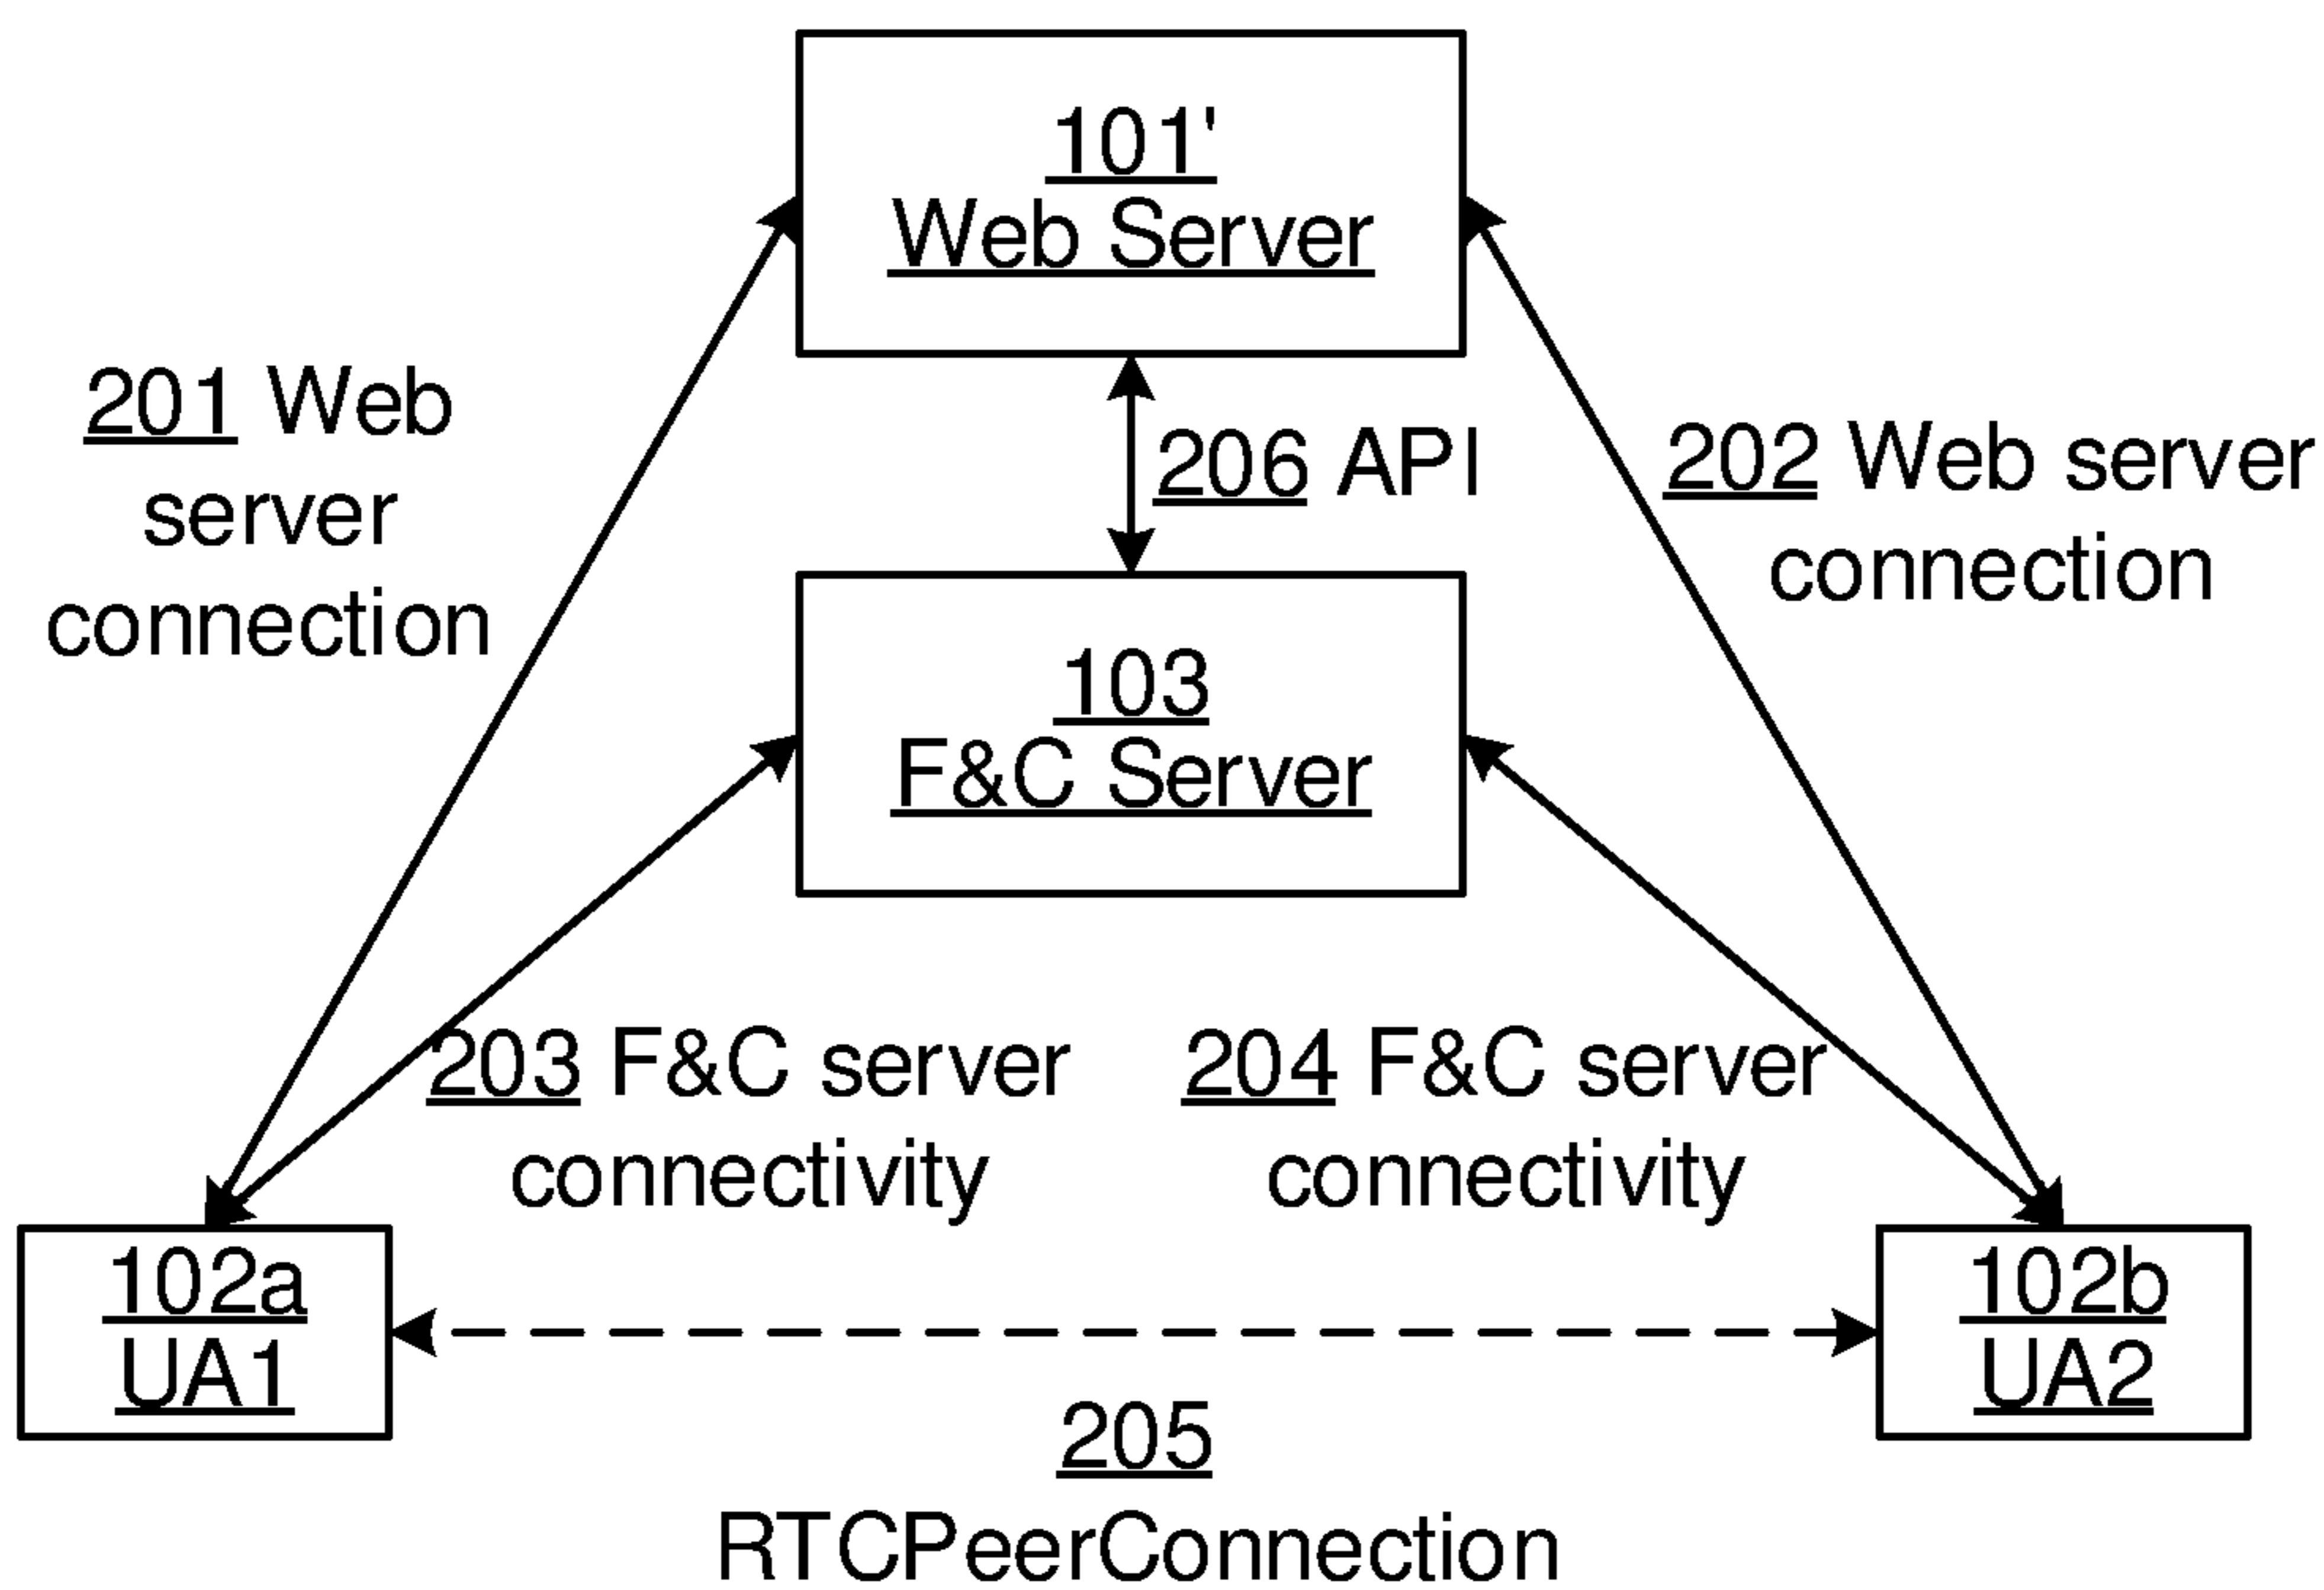 101'
Web Server
201 Web
server
connection
206 API
202 Web server
connection
103
F&C Server
203 F&C server
connectivity
204 F&C server
connectivity
102a
UA1
102b
UA2
205
RTCPeerConnection